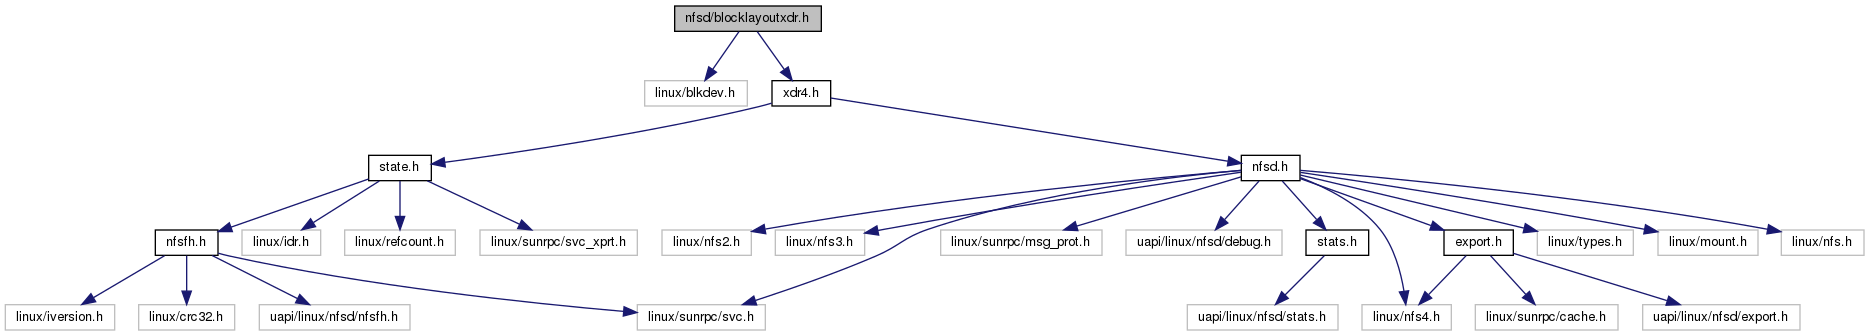 nfsd/blocklayoutxdr.h
linux/blkdev.h
xdr4.h
state.h
nfsd.h
nfsfh.h
linux/idr.h
linux/refcount.h
linux/sunrpc/svc_xprt.h
linux/nfs2.h
linux/nfs3.h
linux/sunrpc/msg_prot.h
uapi/linux/nfsd/debug.h
stats.h
export.h
linux/types.h
linux/mount.h
linux/nfs.h
linux/iversion.h
linux/crc32.h
uapi/linux/nfsd/nfsfh.h
linux/sunrpc/svc.h
uapi/linux/nfsd/stats.h
linux/nfs4.h
linux/sunrpc/cache.h
uapi/linux/nfsd/export.h